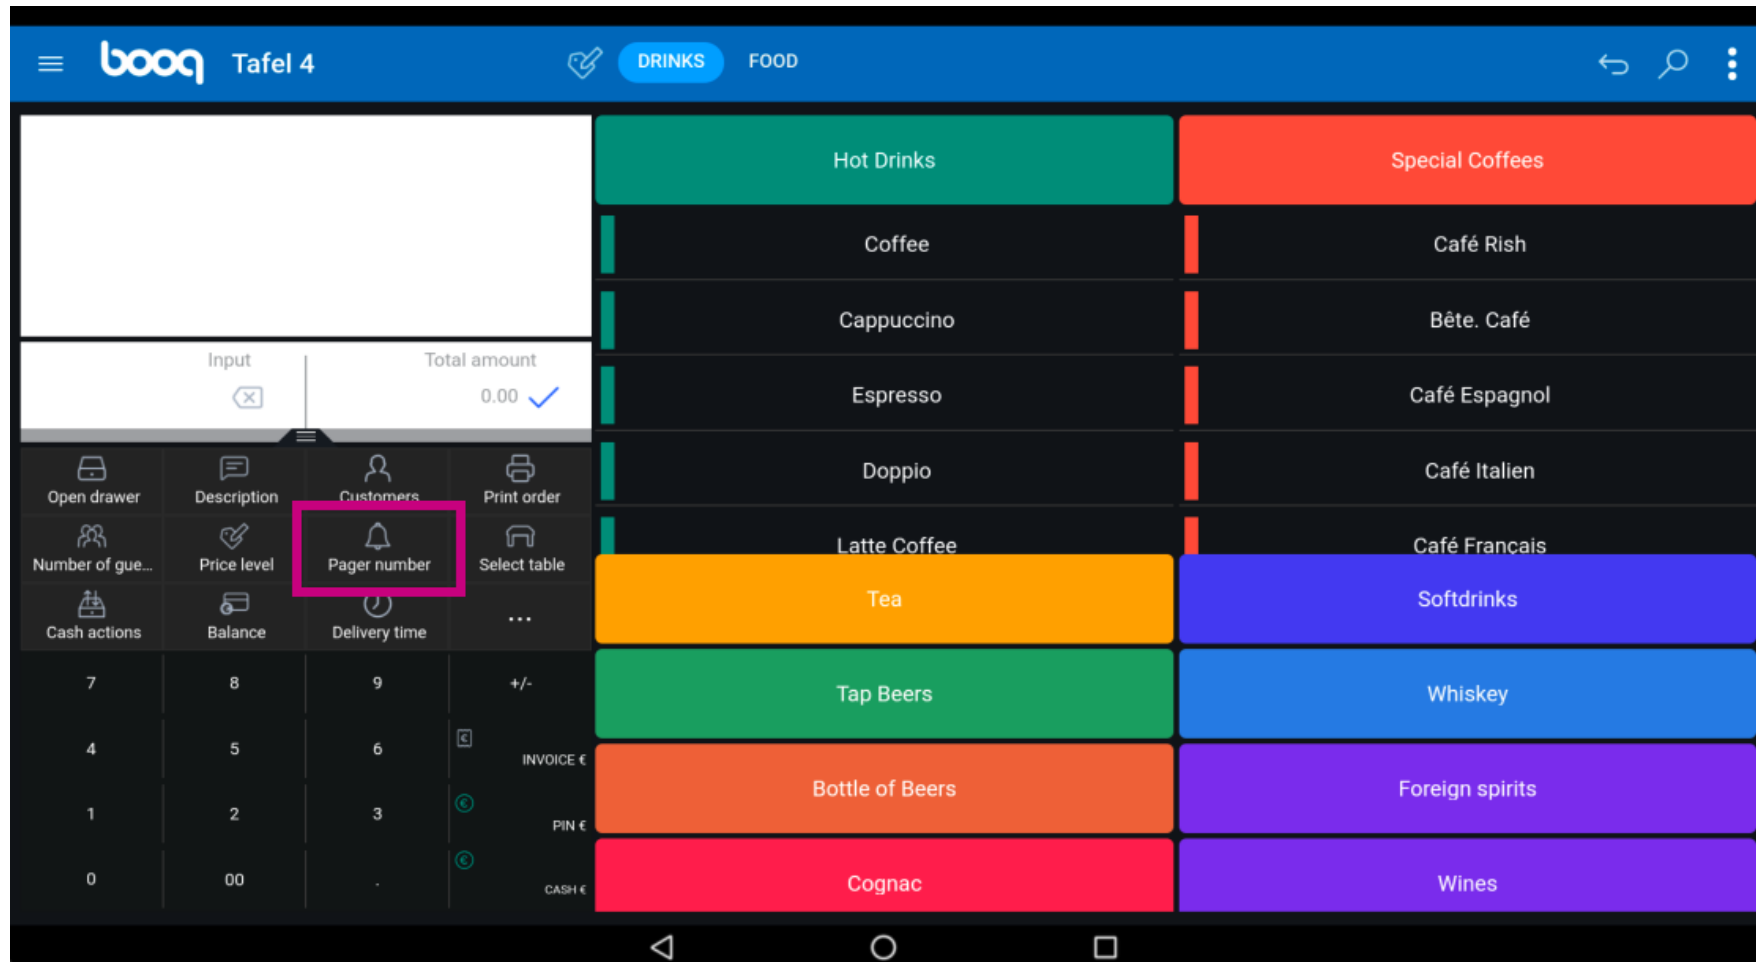 booq Tafel 4 DRINKS FOOD
Hot Drinks
Coffee
Cappuccino
Espresso
Doppio
Latte Coffee
Special Coffees
Café Rish
Bête. Café
Café Espagnol
Café Italien
Café Français
Input Total amount
0.00
Open drawer Description Customers Print order
Number of gue... Price level Pager number Select table
Cash actions Balance Delivery time ...
7 8 9 +/-
4 5 6 INVOICE €
1 2 3 PIN €
0 00 . CASH €
Tea Softdrinks
Tap Beers Whiskey
Bottle of Beers Foreign spirits
Cognac Wines